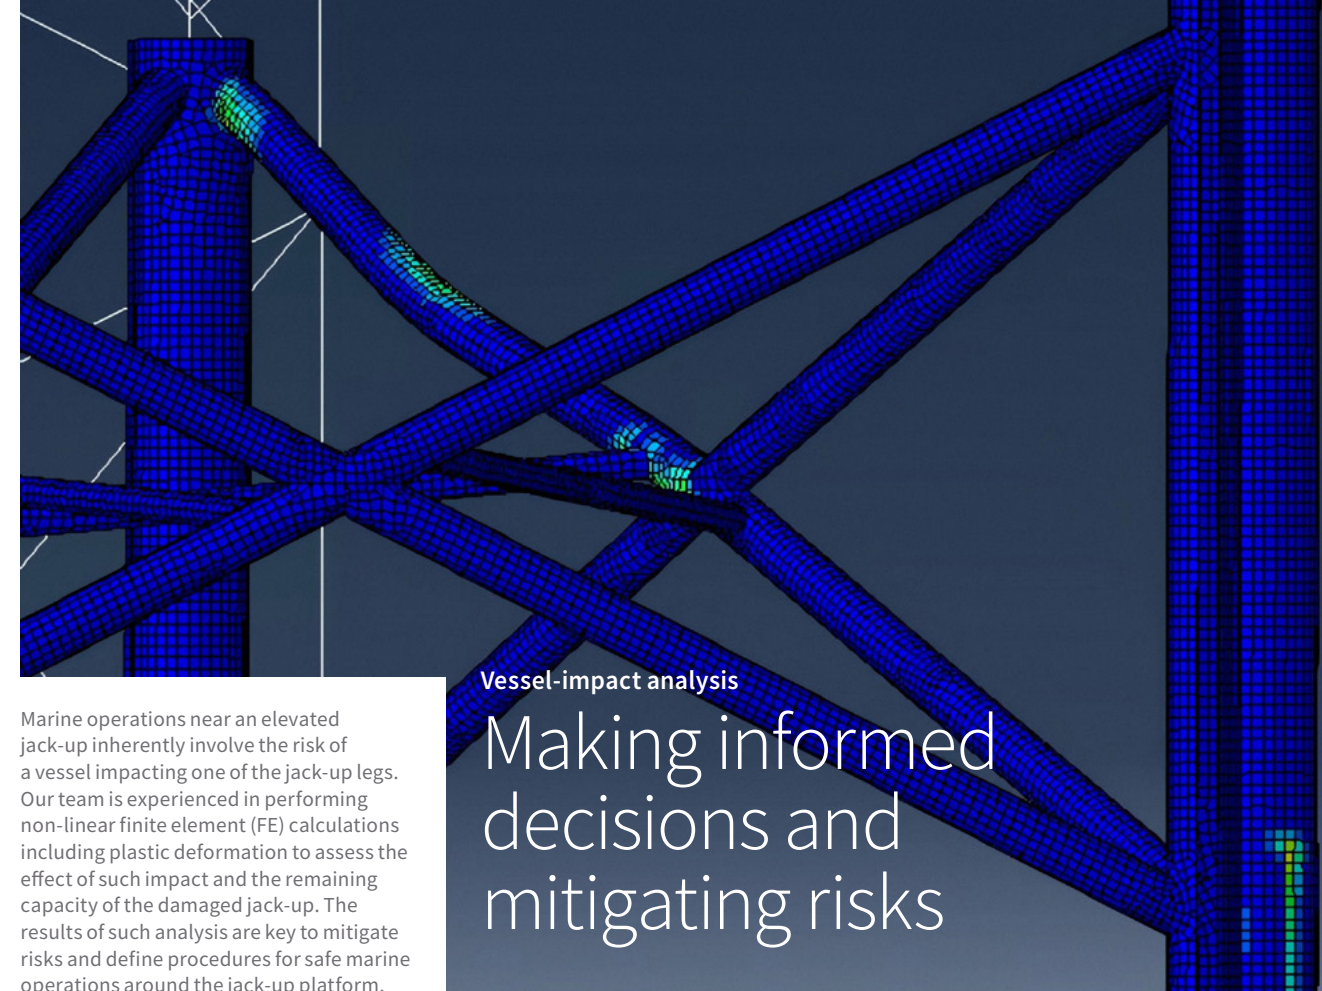 Vessel-impact analysis
Making informed
decisions and
mitigating risks
Marine operations near an elevated
jack-up inherently involve the risk of
a vessel impacting one of the jack-up legs.
Our team is experienced in performing
non-linear finite element (FE) calculations
including plastic deformation to assess the
effect of such impact and the remaining
capacity of the damaged jack-up. The
results of such analysis are key to mitigate
risks and define procedures for safe marine
operations around the jack-up platform.